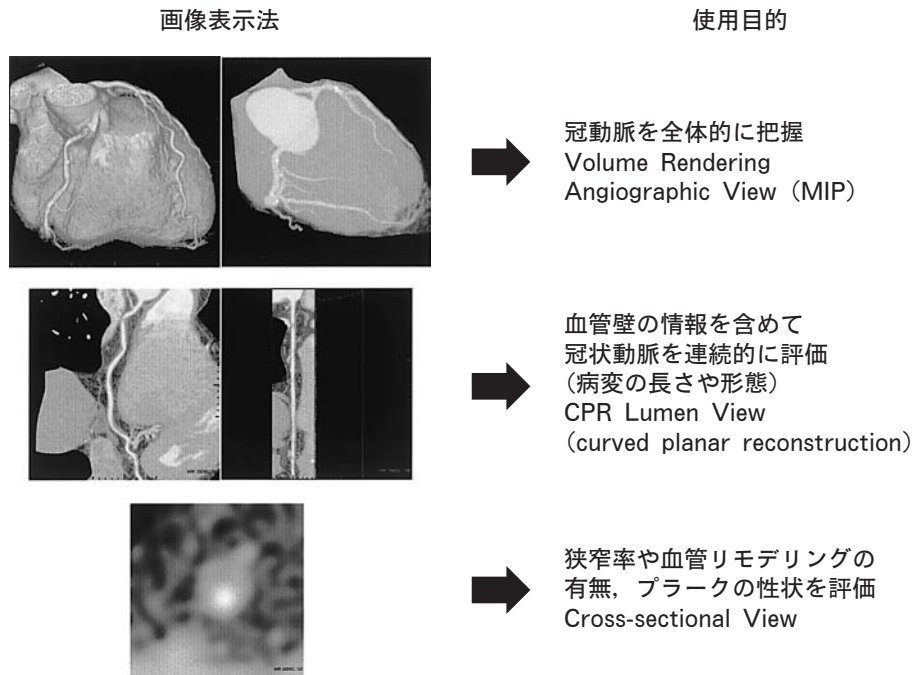 画像表示法
使用目的
冠動脈を全体的に把握
Volume Rendering
Angiographic View（MIP）
血管壁の情報を含めて
冠状動脈を連続的に評価
（病変の長さや形態）
CPR Lumen View
（curved planar reconstruction）
狭窄率や血管リモデリングの
有無，プラークの性状を評価
Cross-sectional View